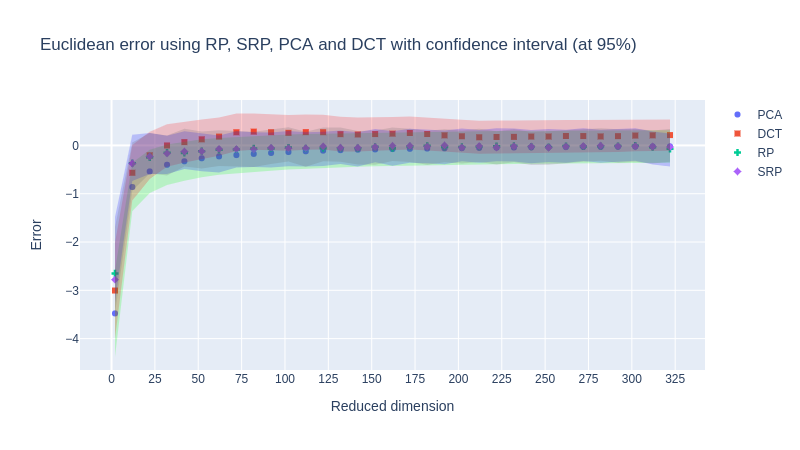 Euclidean error using RP, SRP, PCA and DCT with confidence interval (at 95%)
PCA
DCT
RP
SRP
0
−1
−2
−3
−4
Error
0 25 50 75 100 125 150 175 200 225 250 275 300 325
Reduced dimension